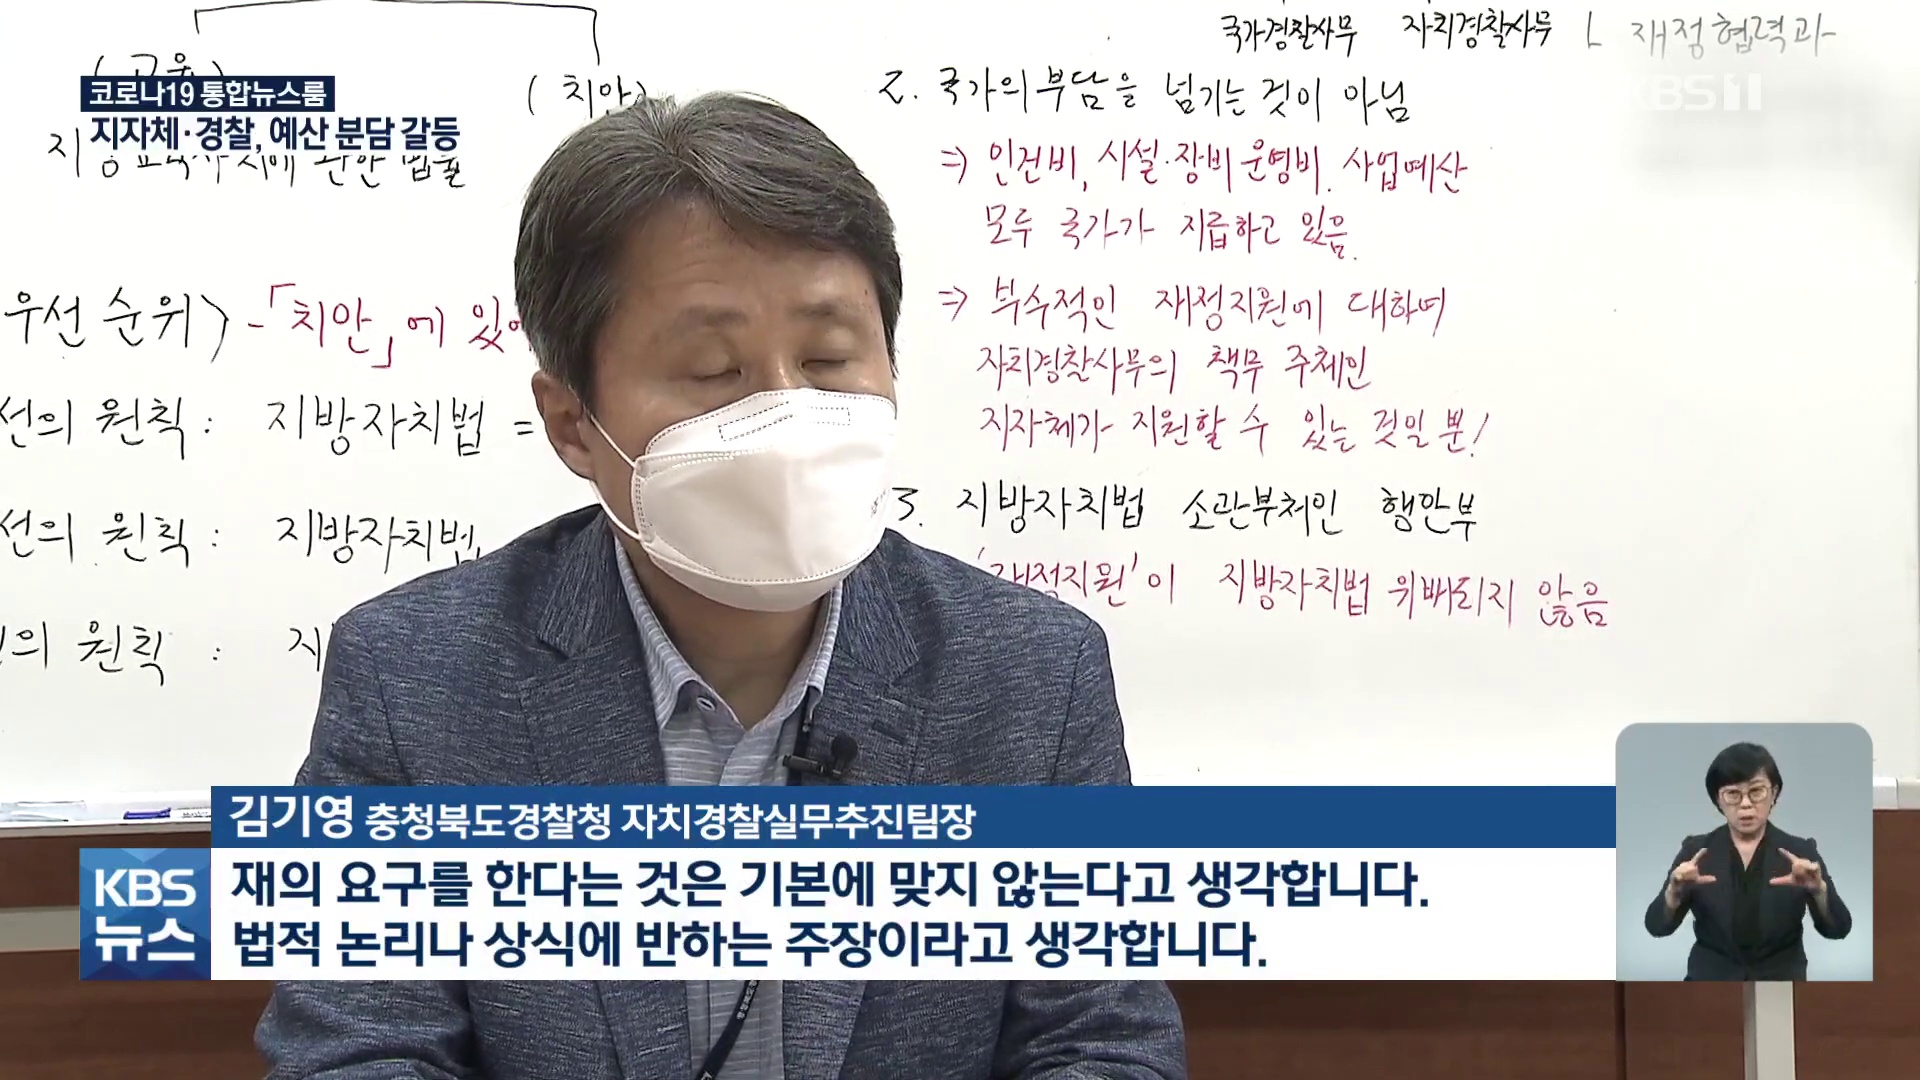 국가경찰사무 자치경찰사무 재정협력과
KBS 1
코로나19 통합뉴스룸
지자체·경찰, 예산 분담 갈등
(교육)
(치안)
2. 국가의 부담을 넘기는 것이 아님
⇒ 인건비, 시설·장비 운영비, 사업예산
모두 국가가 지급하고 있음.
우선 순위) - 「치안」에
⇒ 부수적인 재정지원에 대하여
자치경찰사무의 책무 주체인
지자체가 지원할 수 있는 것일 뿐!
선의 원칙 : 지방자치법 =
3. 지방자치법 소관부처인 행안부
선의 원칙 : 지방자치법
'재정지원'이 지방자치법 위배되지 않음
의 원칙 :
김기영 충청북도경찰청 자치경찰실무추진팀장
KBS 뉴스
재의 요구를 한다는 것은 기본에 맞지 않는다고 생각합니다.
법적 논리나 상식에 반하는 주장이라고 생각합니다.